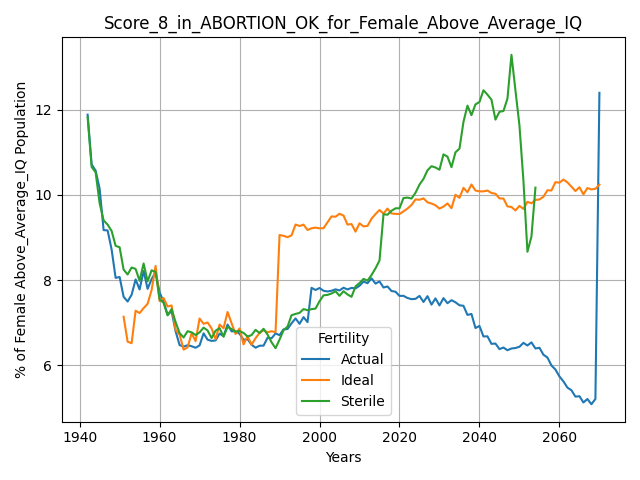 Score_8_in_ABORTION_OK_for_Female_Above_Average_IQ
% of Female Above_Average_IQ Population
12
10
8
6
Fertility
Actual
Ideal
Sterile
1940 1960 1980 2000 2020 2040 2060
Years